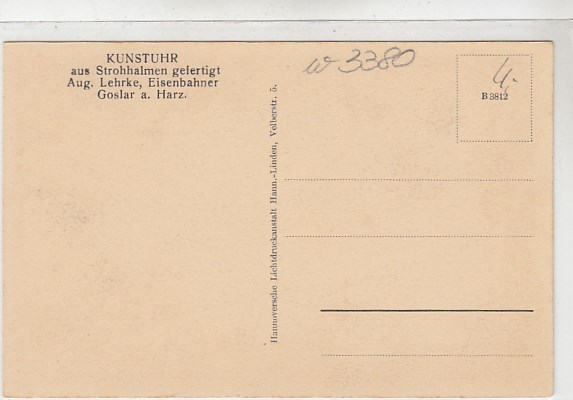 KUNSTUHR
aus Strohhalmen gefertigt
Aug. Lehrke, Eisenbahner
Goslar a. Harz.
w 3380
4,
B 3812
Hannoversche Lichtdruckanstalt Hann.-Linden, Velberstr. 5.